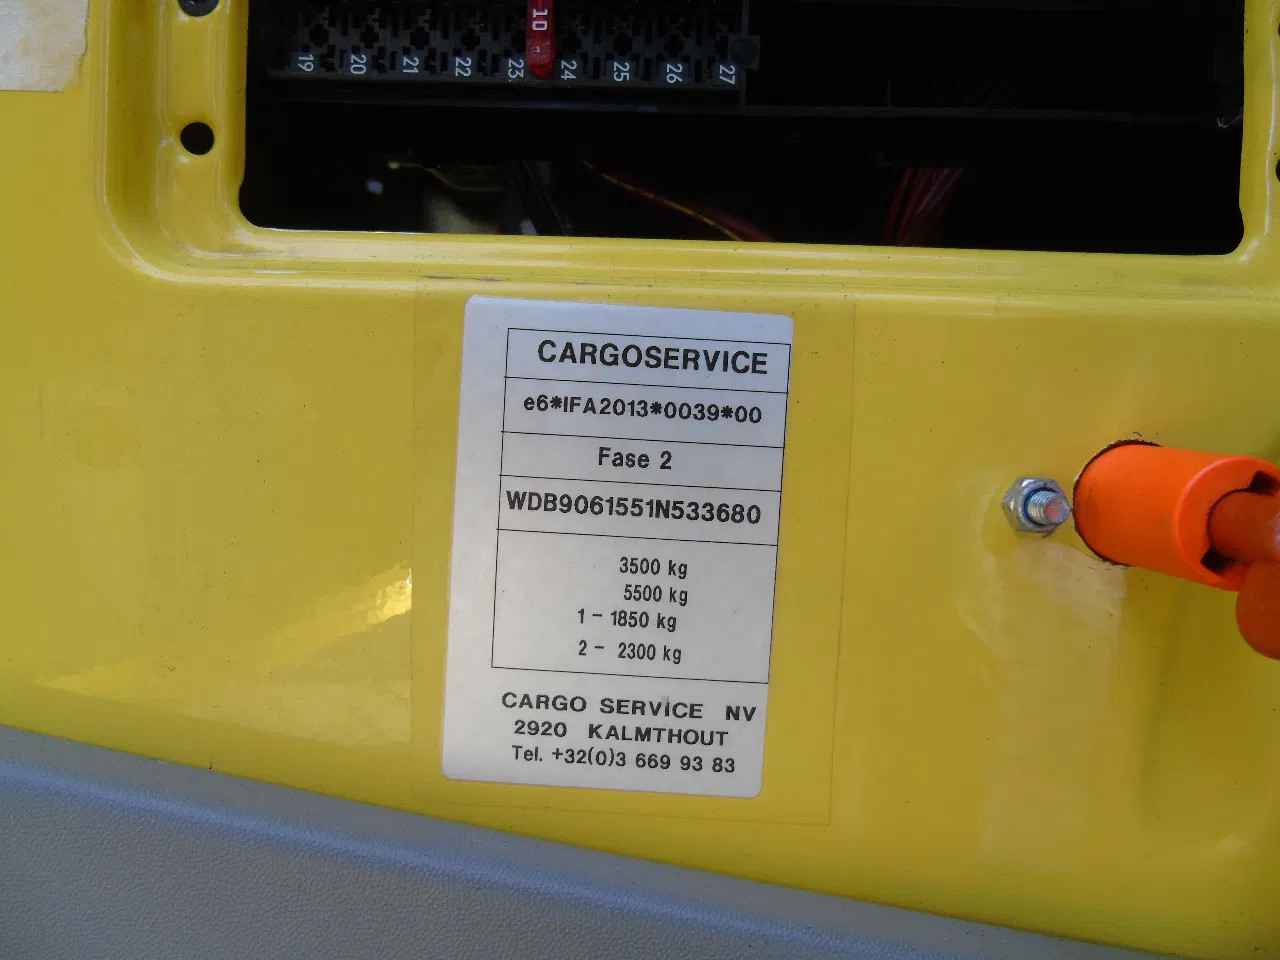 10
19 20 21 22 23 24 25 26 27
CARGOSERVICE
e6*IFA2013*0039*00
Fase 2
WDB9061551N533680
3500 kg
5500 kg
1 - 1850 kg
2 - 2300 kg
CARGO SERVICE NV
2920 KALMTHOUT
Tel. +32(0)3 669 93 83